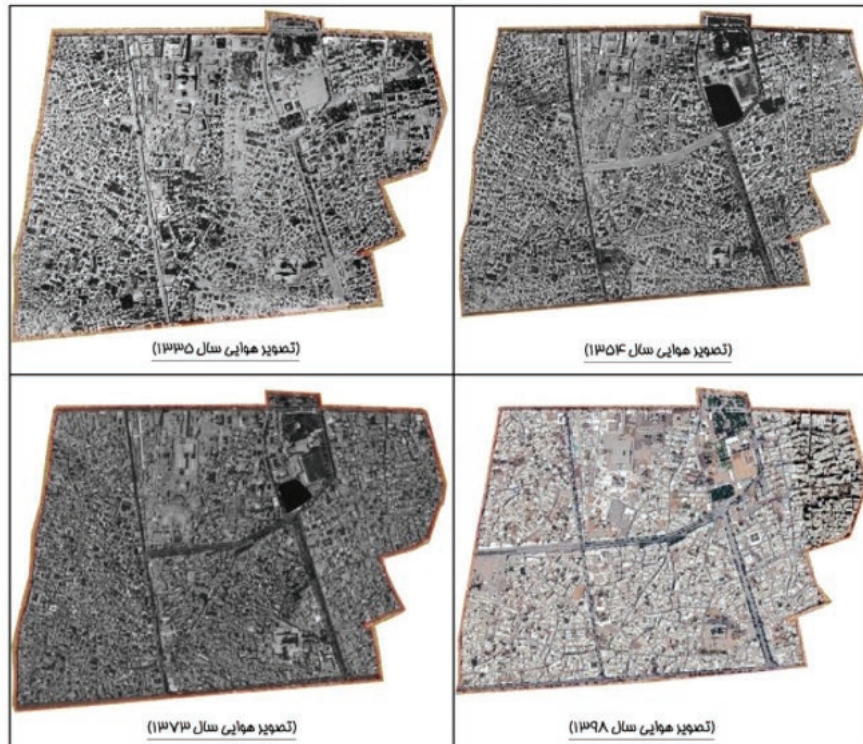 (تصویر هوایی سال ۱۳۵۴)
(تصویر هوایی سال ۱۳۳۵)
(تصویر هوایی سال ۱۳۹۸)
(تصویر هوایی سال ۱۳۷۳)